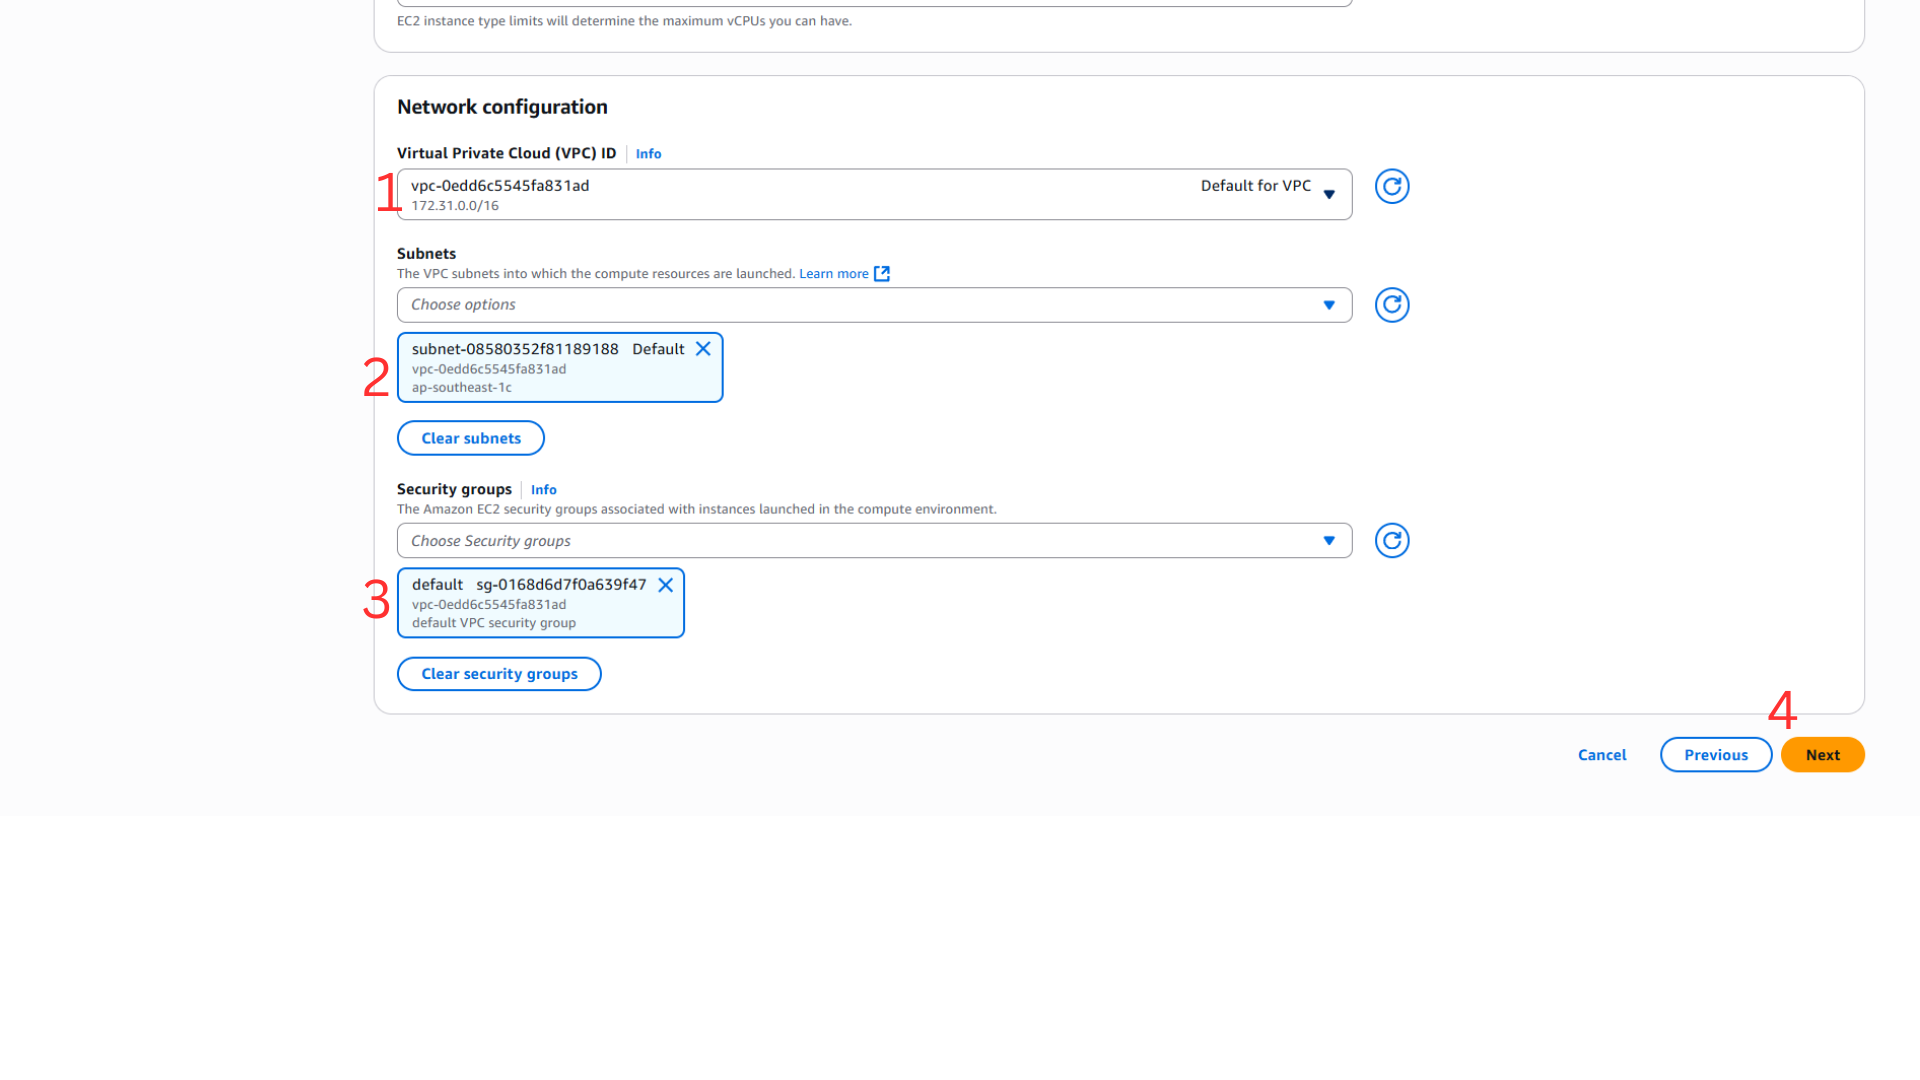 EC2 instance type limits will determine the maximum vCPUs you can have.
Network configuration
Virtual Private Cloud (VPC) ID Info
1
vpc-0edd6c5545fa831ad Default for VPC
172.31.0.0/16
Subnets
The VPC subnets into which the compute resources are launched. Learn more
Choose options
2
subnet-08580352f81189188 Default
vpc-0edd6c5545fa831ad
ap-southeast-1c
Clear subnets
Security groups Info
The Amazon EC2 security groups associated with instances launched in the compute environment.
Choose Security groups
3
default sg-0168d6d7f0a639f47
vpc-0edd6c5545fa831ad
default VPC security group
Clear security groups
4
Cancel Previous Next